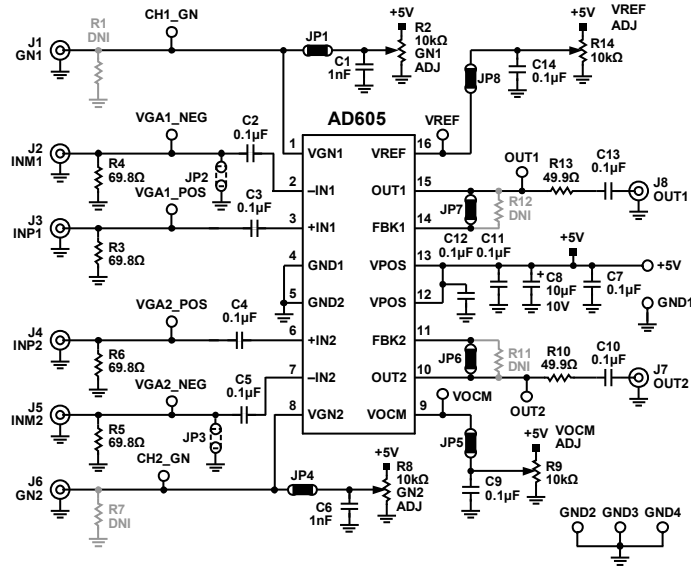 R1
DNI
CH1_GN
J1
GN1
JP1
+5V
R2
10kΩ
GN1
ADJ
C1
1nF
+5V
VREF
ADJ
R14
10kΩ
C14
0.1µF
JP8
AD605
VREF
J2
INM1
R4
69.8Ω
VGA1_NEG
JP2
C2
0.1µF
J3
INP1
R3
69.8Ω
VGA1_POS
C3
0.1µF
1 VGN1
2 –IN1
3 +IN1
4 GND1
5 GND2
6 +IN2
7 –IN2
8 VGN2
VREF 16
OUT1 15
FBK1 14
VPOS 13
VPOS 12
FBK2 11
OUT2 10
VOCM 9
OUT1
R13
49.9Ω
C13
0.1µF
J8
OUT1
JP7
R12
DNI
C12
0.1µF
C11
0.1µF
+5V
C8
10µF
10V
+
C7
0.1µF
+5V
GND1
J4
INP2
R6
69.8Ω
VGA2_POS
C4
0.1µF
J5
INM2
R5
69.8Ω
VGA2_NEG
JP3
C5
0.1µF
JP6
R11
DNI
R10
49.9Ω
C10
0.1µF
J7
OUT2
OUT2
VOCM
JP5
+5V
VOCM
ADJ
R9
10kΩ
C9
0.1µF
J6
GN2
R7
DNI
CH2_GN
JP4
+5V
R8
10kΩ
GN2
ADJ
C6
1nF
GND2 GND3 GND4